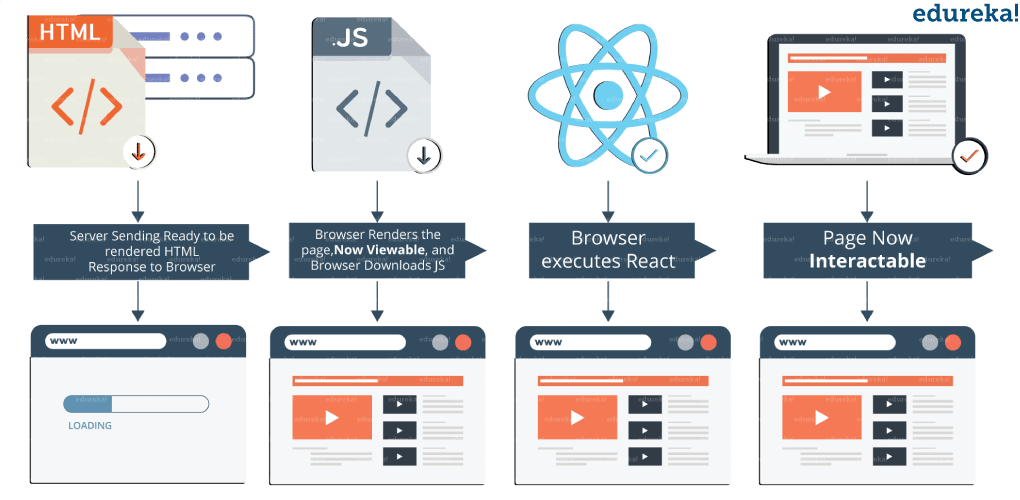 edureka!
HTML
.JS
Server Sending Ready to be
rendered HTML
Response to Browser
Browser Renders the
page,Now Viewable, and
Browser Downloads JS
Browser
executes React
Page Now
Interactable
www
www
www
www
LOADING